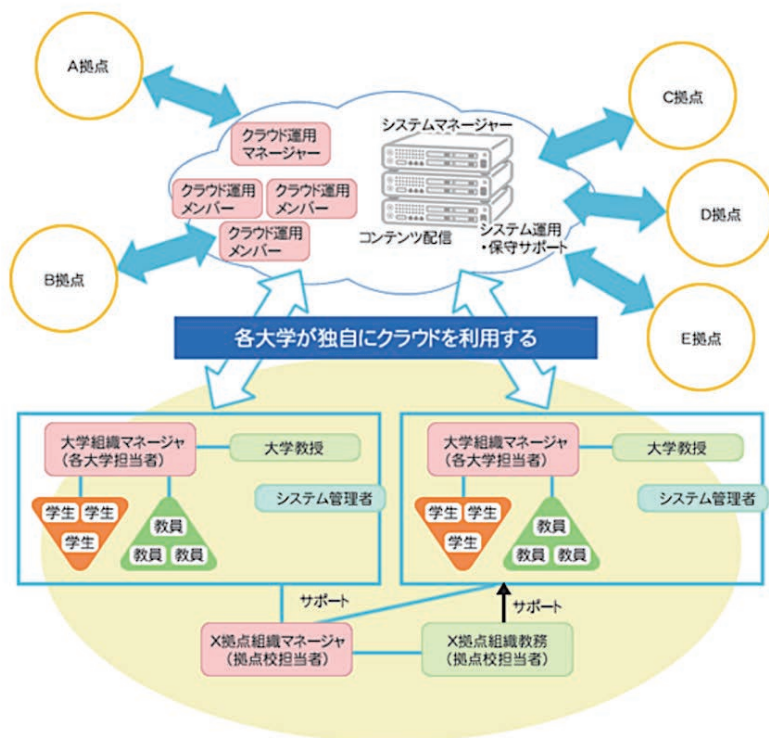 A拠点
C拠点
システムマネージャー
クラウド運用
マネージャー
クラウド運用
メンバー
クラウド運用
メンバー
クラウド運用
メンバー
コンテンツ配信
システム運用
・保守サポート
D拠点
B拠点
E拠点
各大学が独自にクラウドを利用する
大学組織マネージャ
(各大学担当者)
大学教授
システム管理者
学生 学生
学生
教員
教員 教員
大学組織マネージャ
(各大学担当者)
大学教授
システム管理者
学生 学生
学生
教員
教員 教員
サポート
サポート
X拠点組織マネージャ
(拠点校担当者)
X拠点組織教務
(拠点校担当者)